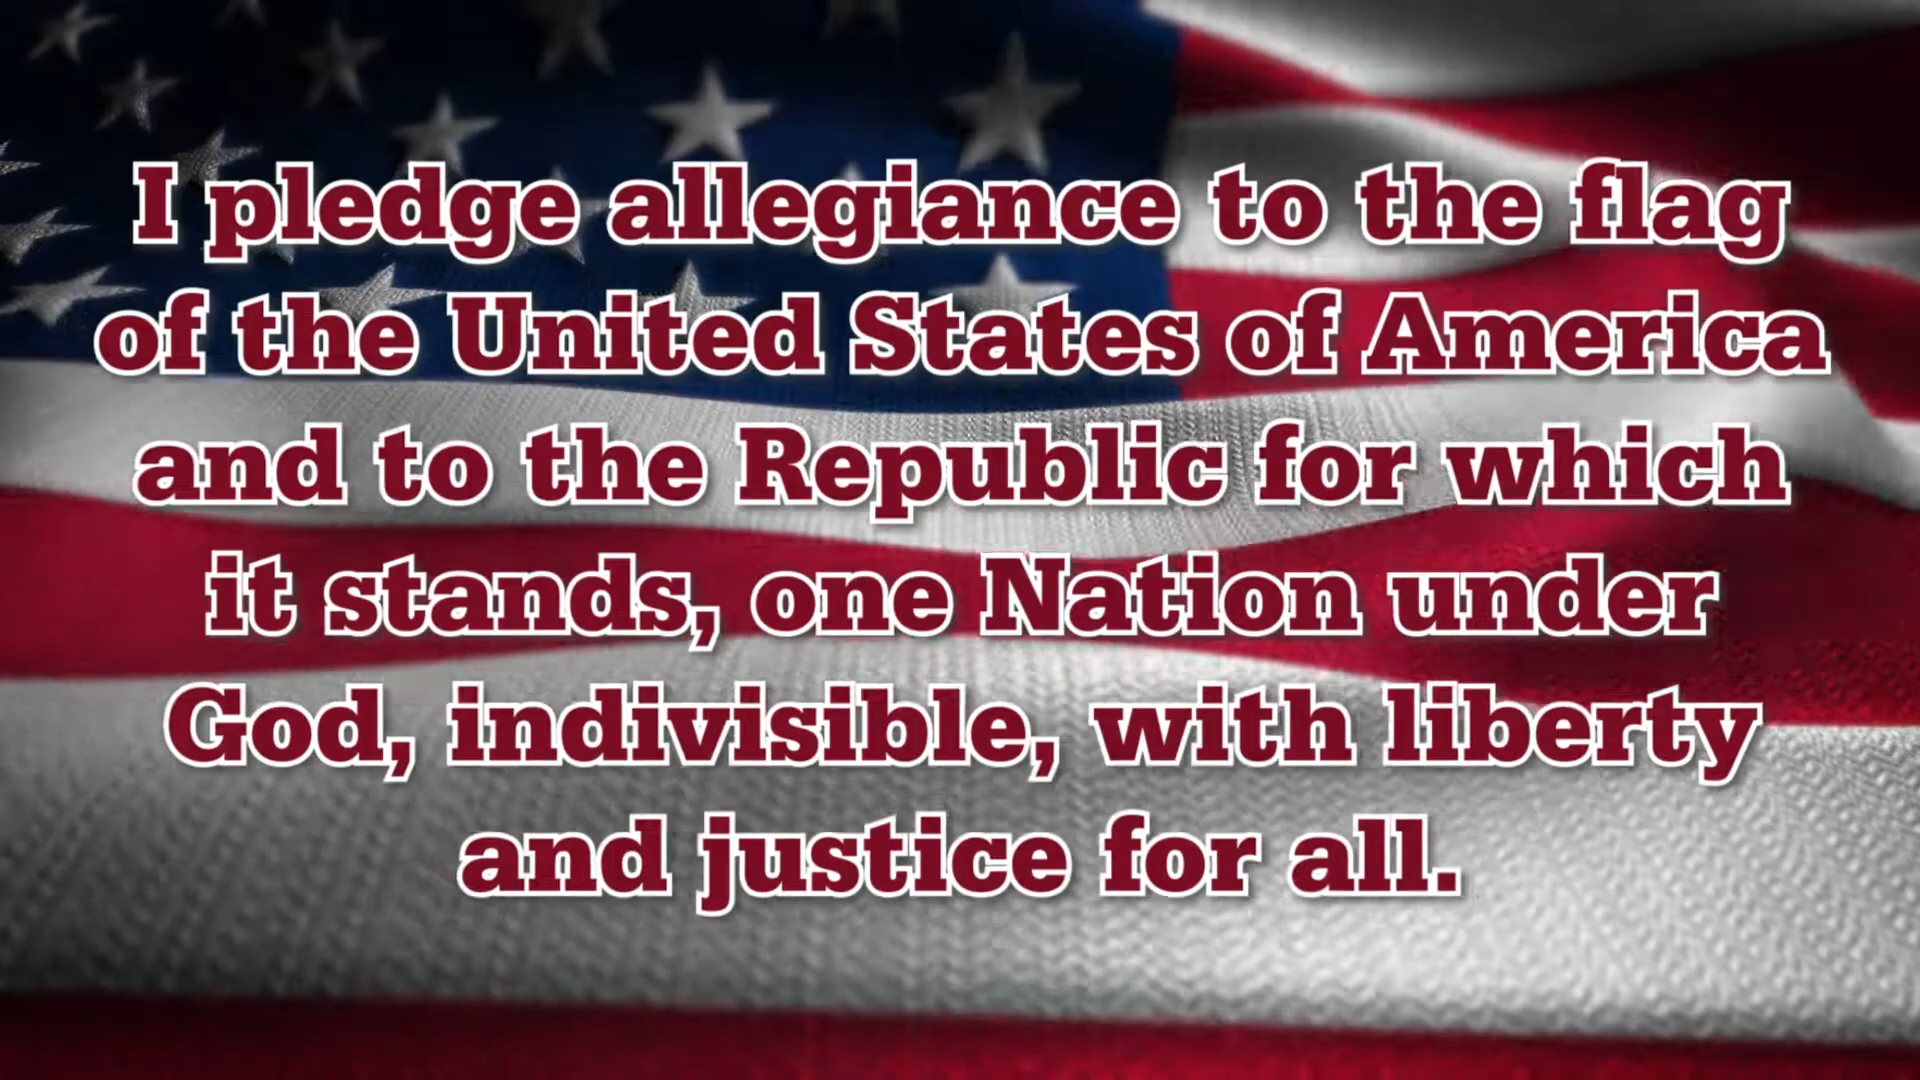 I pledge allegiance to the flag
of the United States of America
and to the Republic for which
it stands, one Nation under
God, indivisible, with liberty
and justice for all.